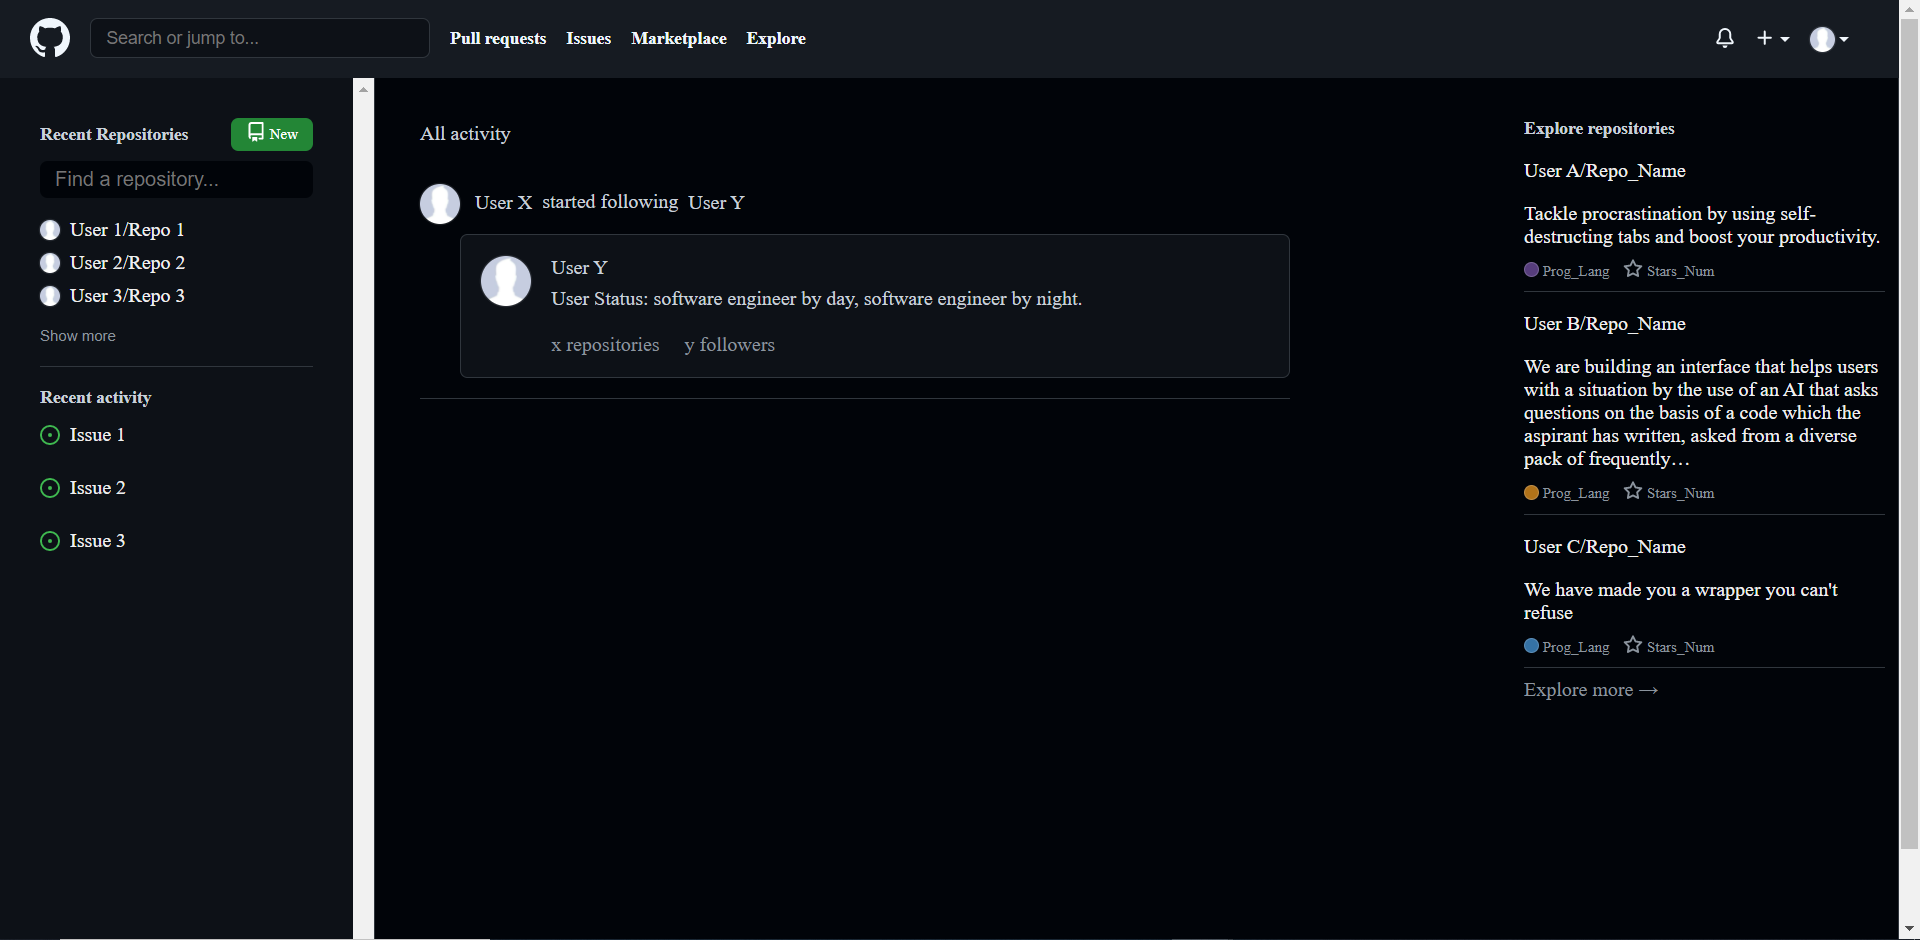 Search or jump to...
Pull requests
Issues
Marketplace
Explore
Recent Repositories
New
Find a repository...
User 1/Repo 1
User 2/Repo 2
User 3/Repo 3
Show more
Recent activity
Issue 1
Issue 2
Issue 3
All activity
User X started following User Y
User Y
User Status: software engineer by day, software engineer by night.
x repositories y followers
Explore repositories
User A/Repo_Name
Tackle procrastination by using self-
destructing tabs and boost your productivity.
Prog_Lang Stars_Num
User B/Repo_Name
We are building an interface that helps users
with a situation by the use of an AI that asks
questions on the basis of a code which the
aspirant has written, asked from a diverse
pack of frequently…
Prog_Lang Stars_Num
User C/Repo_Name
We have made you a wrapper you can't
refuse
Prog_Lang Stars_Num
Explore more →